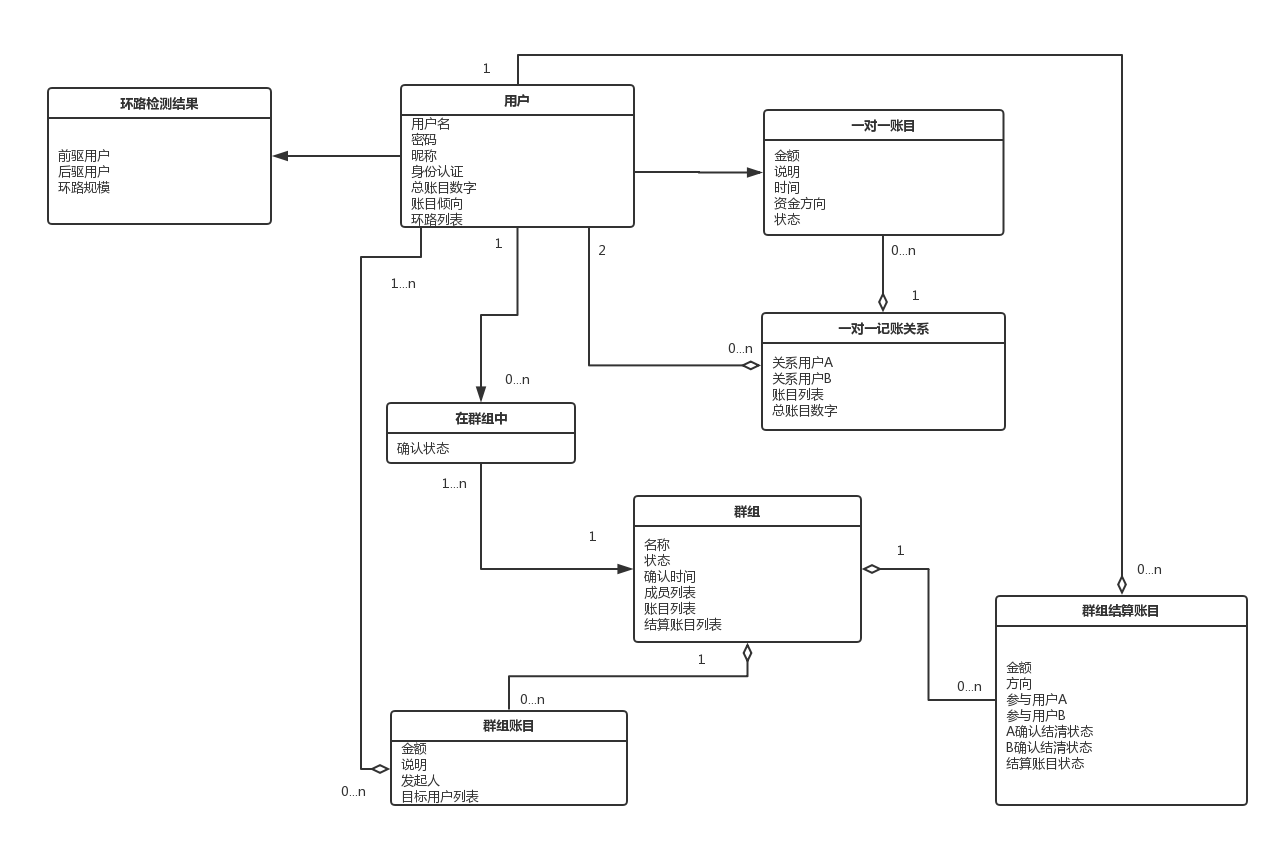 环路检测结果
前驱用户
后驱用户
环路规模
1
用户
用户名
密码
昵称
身份认证
总账目数字
账目倾向
环路列表
一对一账目
金额
说明
时间
资金方向
状态
1
2
1...n
0...n
1
一对一记账关系
关系用户A
关系用户B
账目列表
总账目数字
0...n
0...n
在群组中
确认状态
1...n
1
群组
名称
状态
确认时间
成员列表
账目列表
结算账目列表
1
0...n
群组结算账目
金额
方向
参与用户A
参与用户B
A确认结清状态
B确认结清状态
结算账目状态
0...n
1
0...n
群组账目
金额
说明
发起人
目标用户列表
0...n